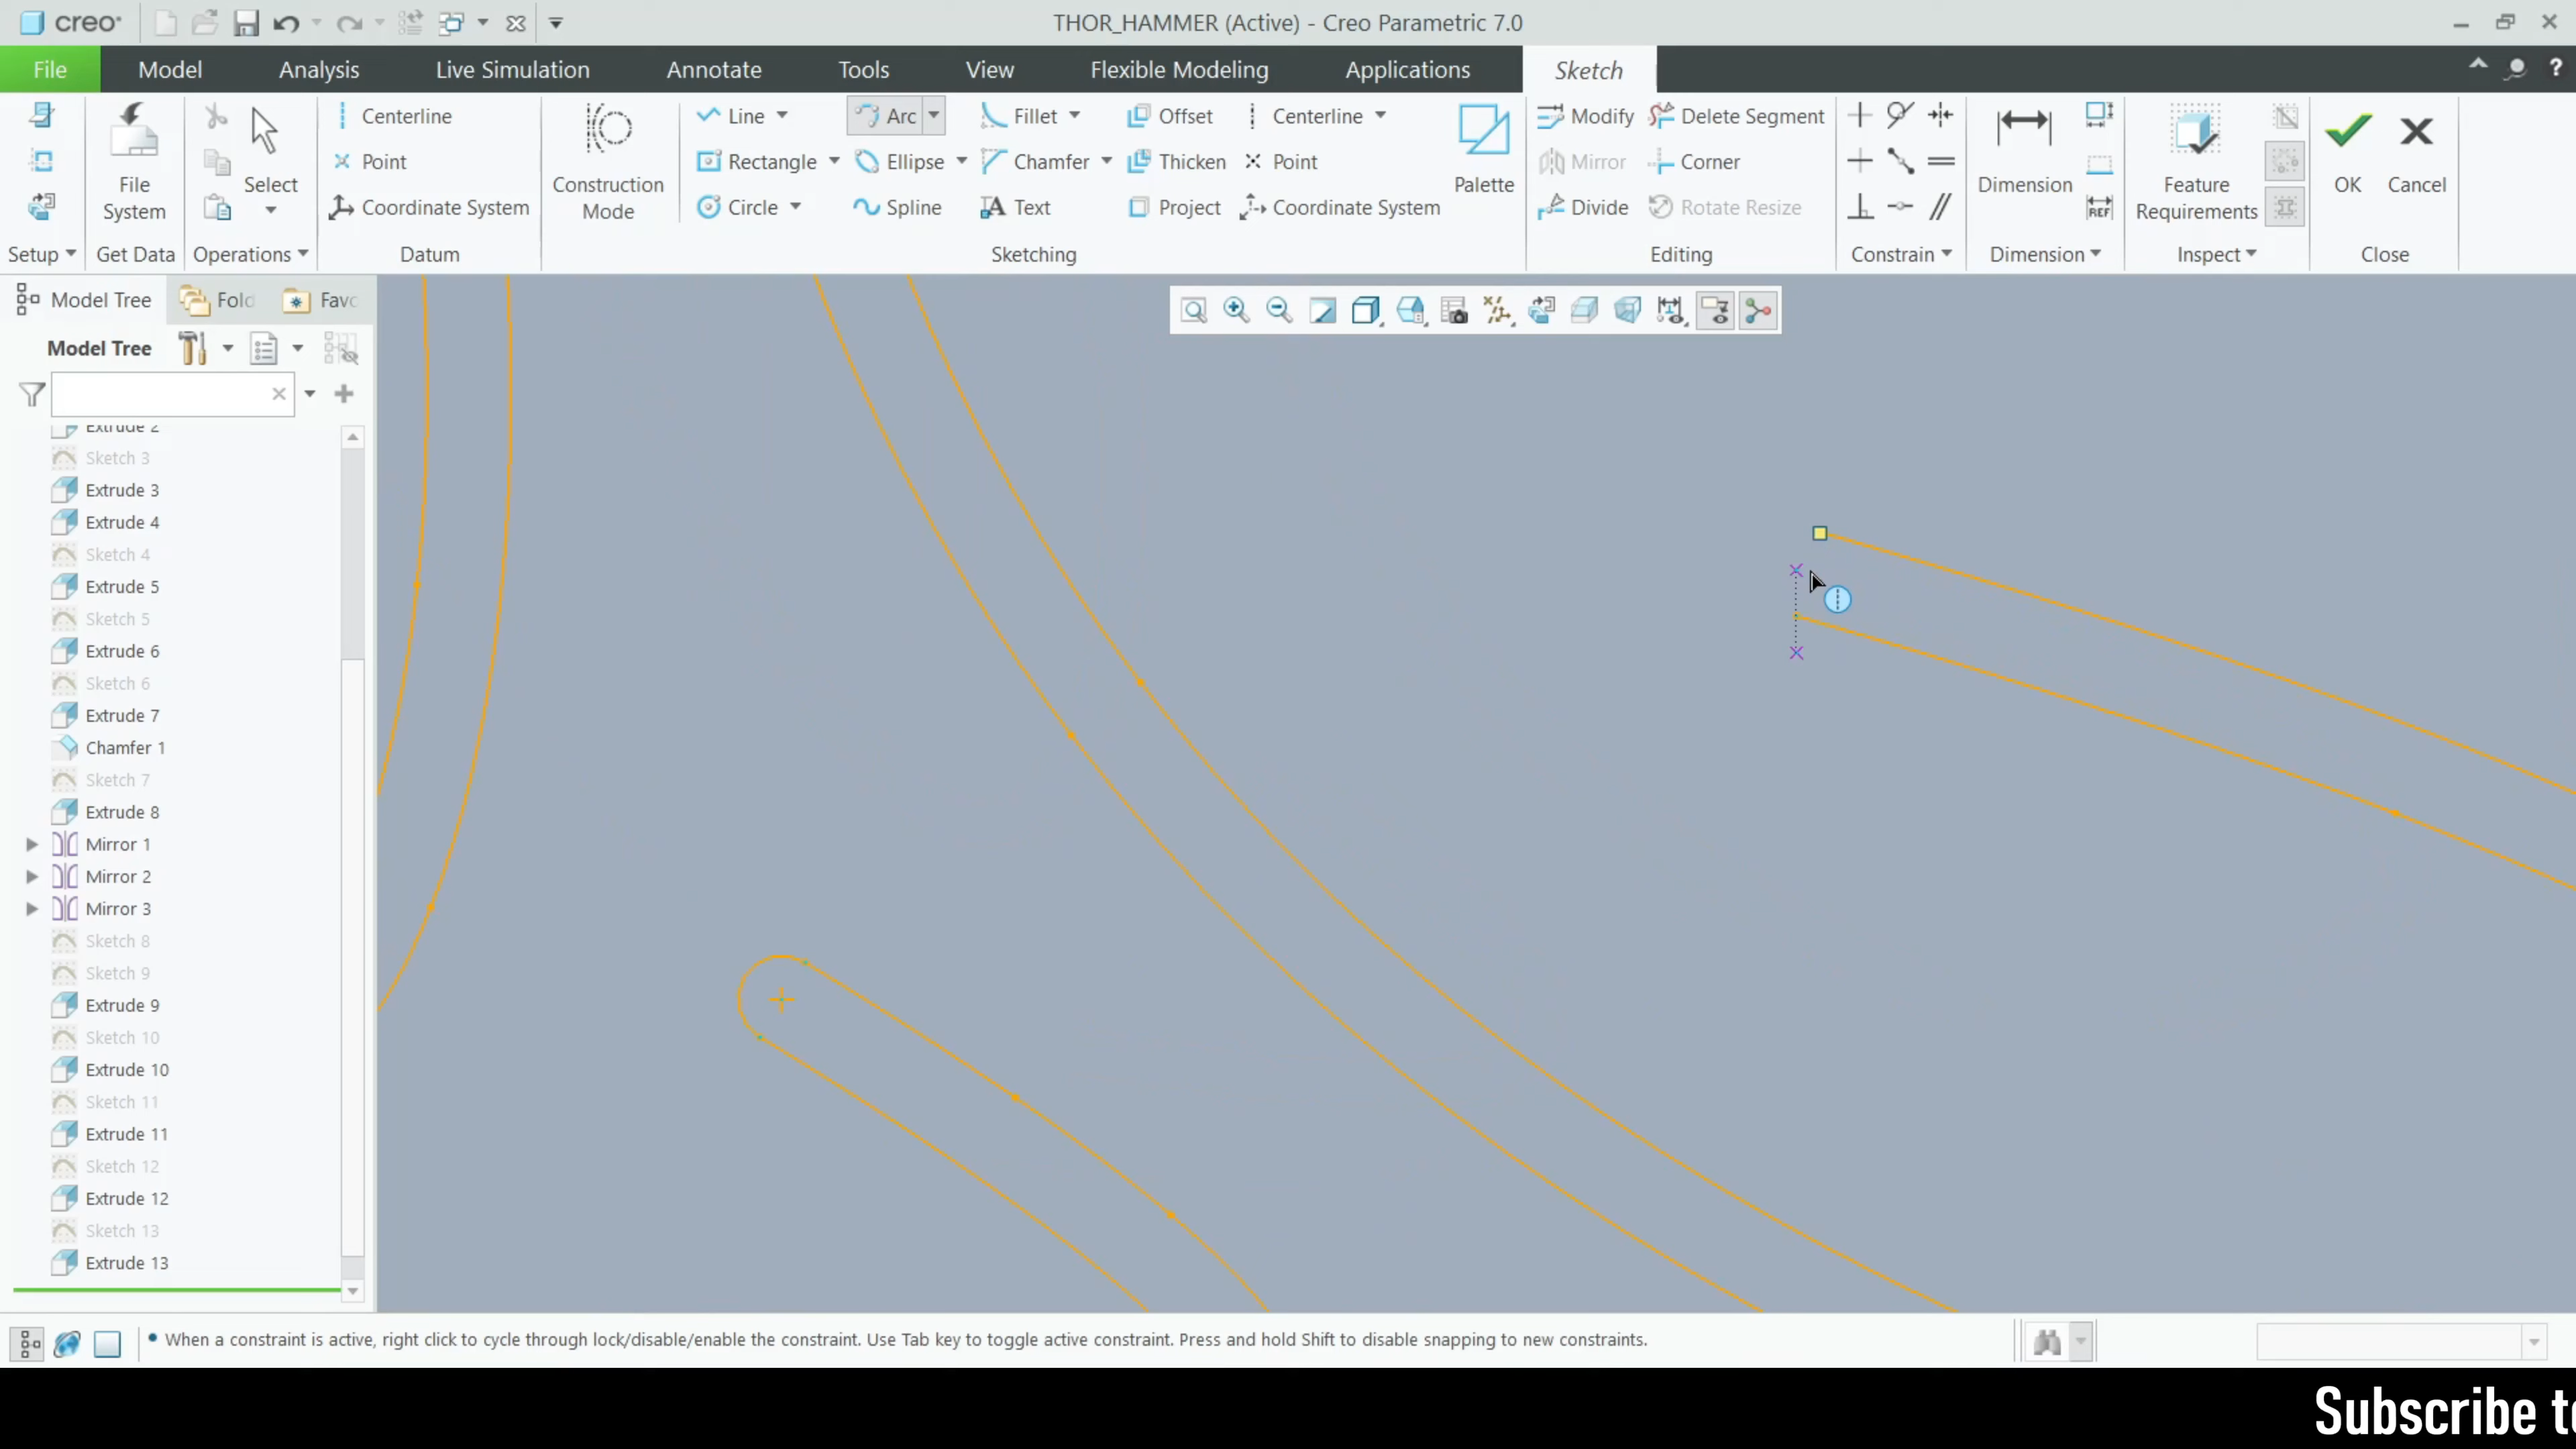 creo®
THOR_HAMMER (Active) - Creo Parametric 7.0
File Model Analysis Live Simulation Annotate Tools View Flexible Modeling Applications Sketch
Centerline Line Arc Fillet Offset Centerline Modify Delete Segment
Point Rectangle Ellipse Chamfer Thicken Point Mirror Corner
File System Select Coordinate System Construction Mode Circle Spline Text Project Coordinate System Palette Divide Rotate Resize Dimension REF Feature Requirements OK Cancel
Setup Get Data Operations Datum Sketching Editing Constrain Dimension Inspect Close
Model Tree Fold Favo
Model Tree
Extrude 2
Sketch 3
Extrude 3
Extrude 4
Sketch 4
Extrude 5
Sketch 5
Extrude 6
Sketch 6
Extrude 7
Chamfer 1
Sketch 7
Extrude 8
Mirror 1
Mirror 2
Mirror 3
Sketch 8
Sketch 9
Extrude 9
Sketch 10
Extrude 10
Sketch 11
Extrude 11
Sketch 12
Extrude 12
Sketch 13
Extrude 13
• When a constraint is active, right click to cycle through lock/disable/enable the constraint. Use Tab key to toggle active constraint. Press and hold Shift to disable snapping to new constraints.
Subscribe to